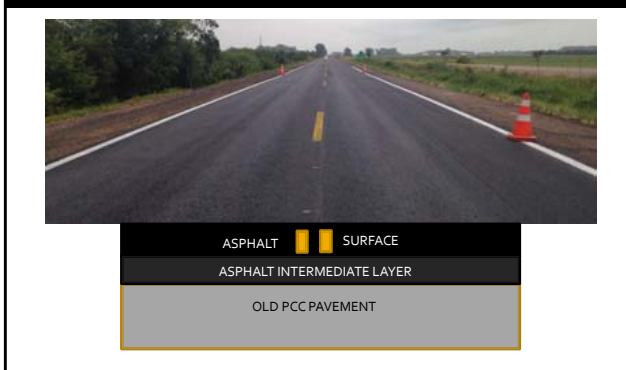 ASPHALT SURFACE
ASPHALT INTERMEDIATE LAYER
OLD PCC PAVEMENT